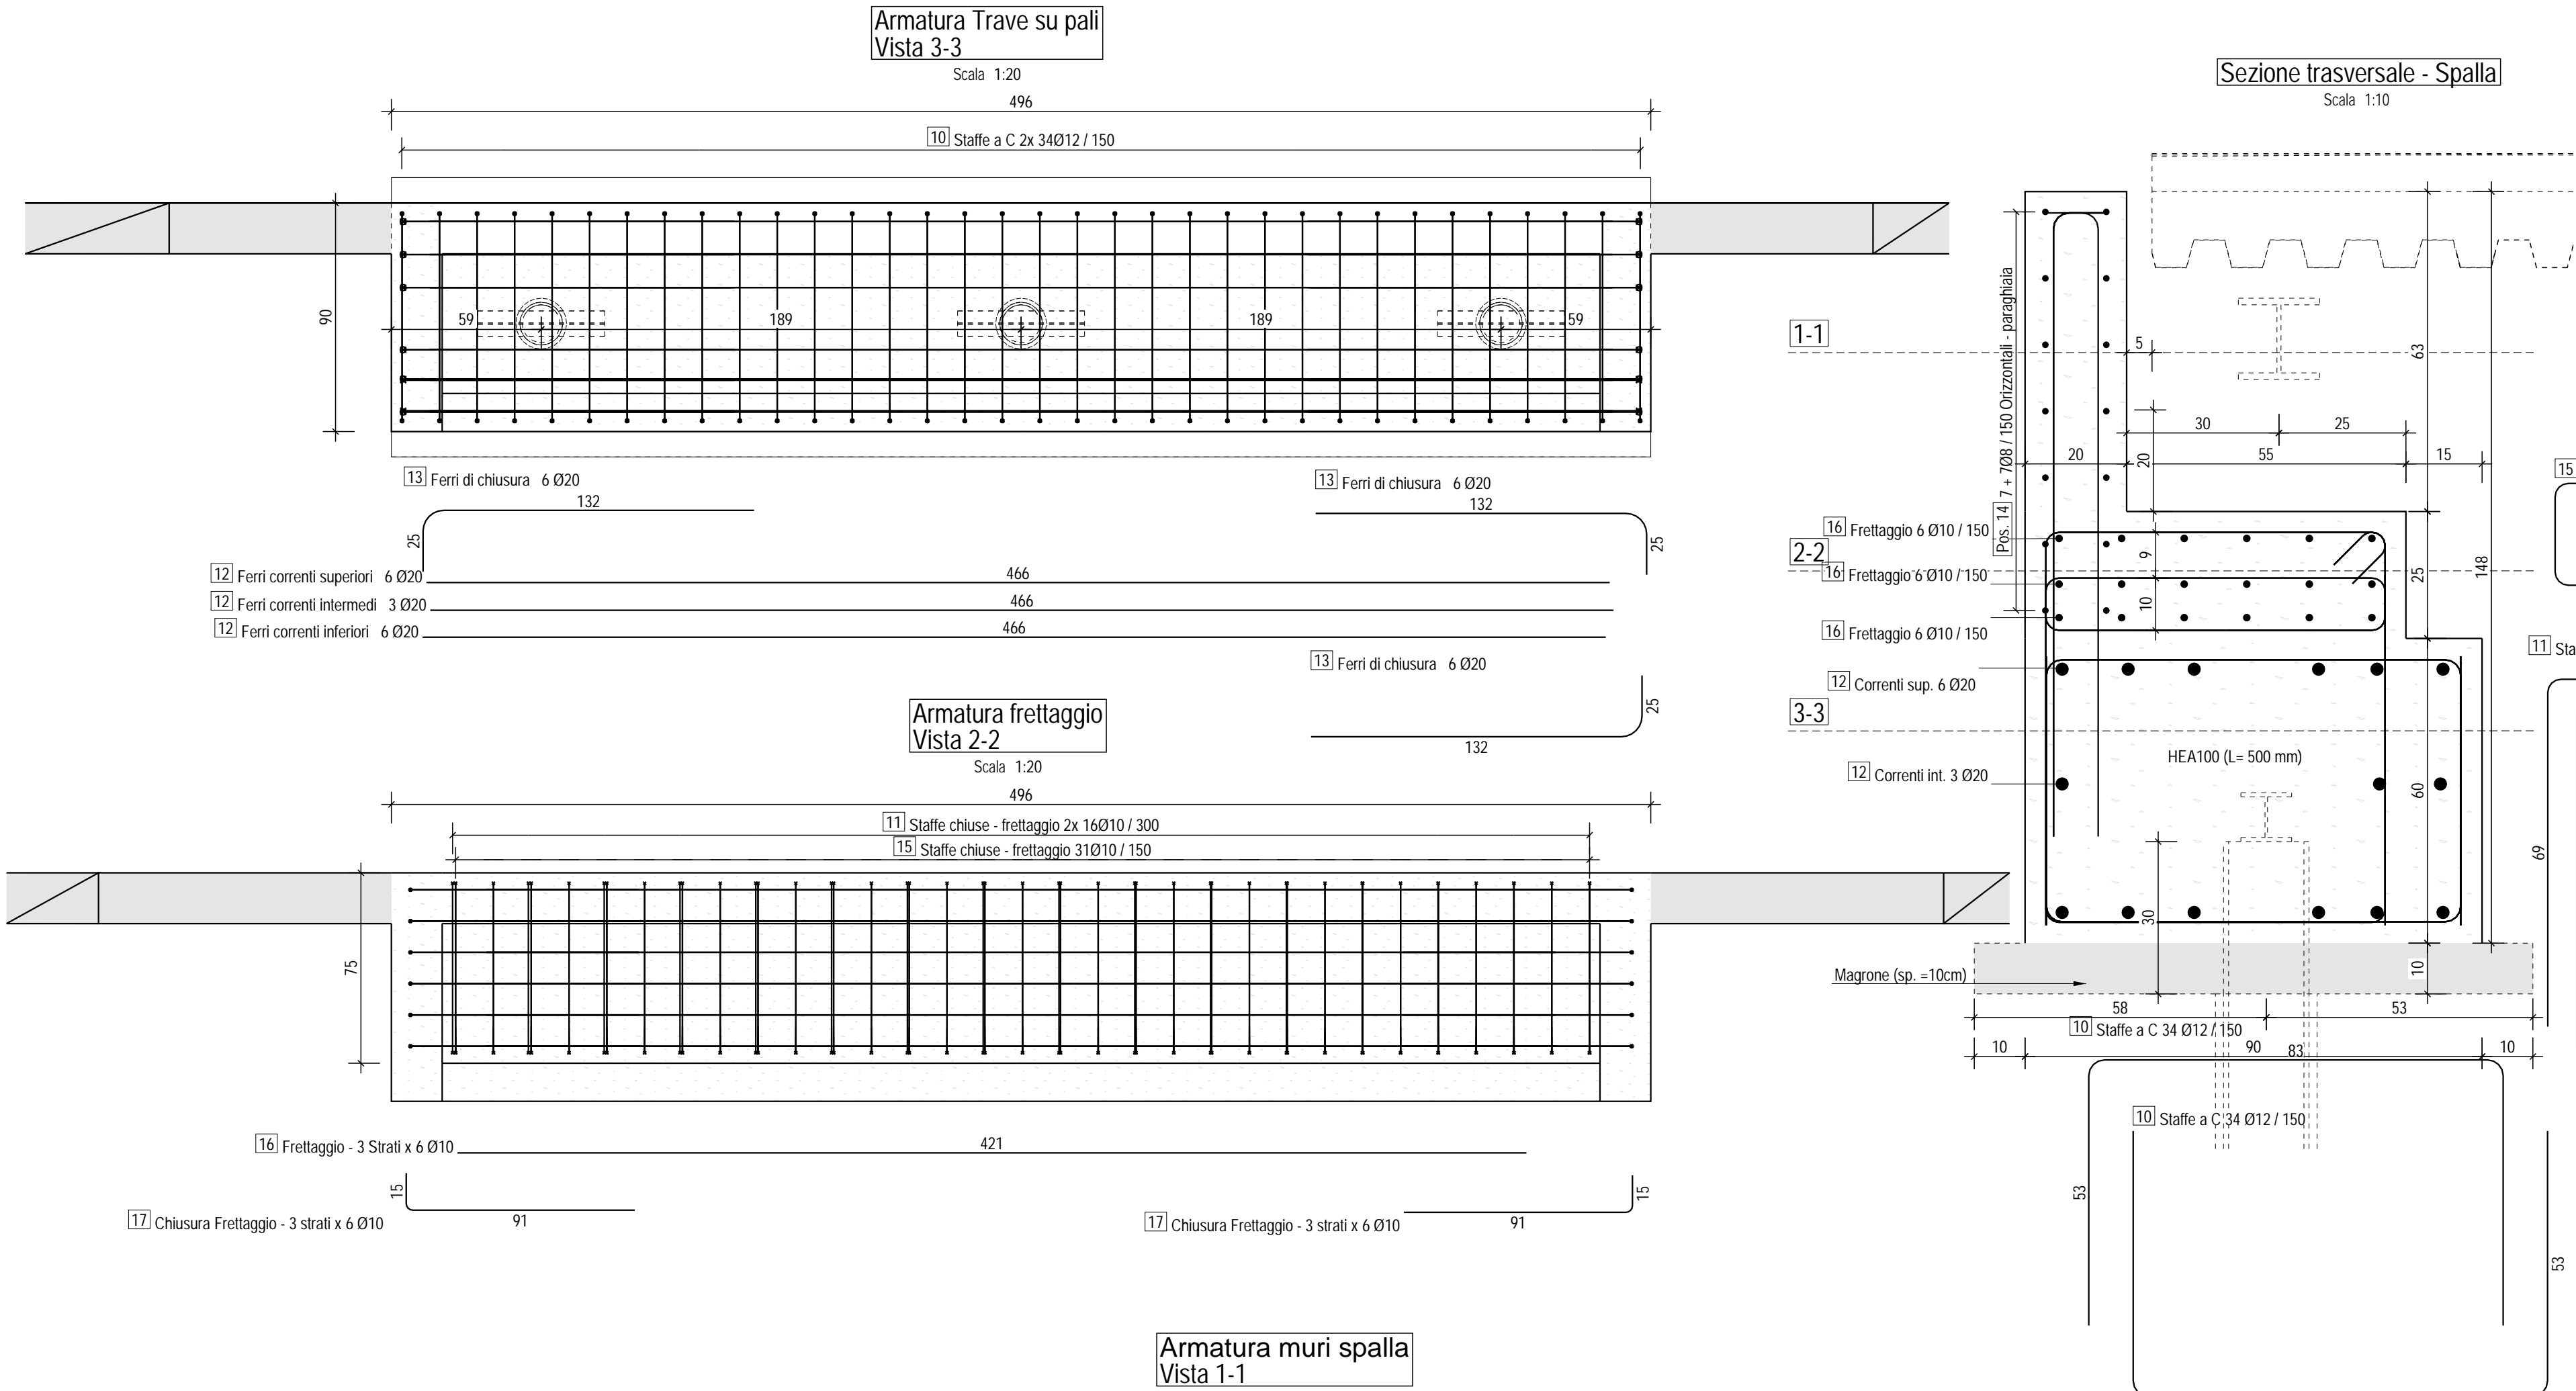 Armatura Trave su pali
Vista 3-3
Scala 1:20
496
10 Staffe a C 2x 34Ø12 / 150
90
59
189
189
59
13 Ferri di chiusura 6 Ø20
132
25
13 Ferri di chiusura 6 Ø20
132
25
12 Ferri correnti superiori 6 Ø20
466
12 Ferri correnti intermedi 3 Ø20
466
12 Ferri correnti inferiori 6 Ø20
466
13 Ferri di chiusura 6 Ø20
25
132
Armatura frettaggio
Vista 2-2
Scala 1:20
496
11 Staffe chiuse - frettaggio 2x 16Ø10 / 300
15 Staffe chiuse - frettaggio 31Ø10 / 150
75
16 Frettaggio - 3 Strati x 6 Ø10
421
15
91
17 Chiusura Frettaggio - 3 strati x 6 Ø10
15
91
17 Chiusura Frettaggio - 3 strati x 6 Ø10
Armatura muri spalla
Vista 1-1
Sezione trasversale - Spalla
Scala 1:10
1-1
Pos. 14 7 + 7Ø8 / 150 Orizzontali - paraghiaia
5
63
30
25
20
55
15
20
16 Frettaggio 6 Ø10 / 150
2-2
16 Frettaggio 6 Ø10 / 150
9
25
148
10
16 Frettaggio 6 Ø10 / 150
12 Correnti sup. 6 Ø20
3-3
HEA100 (L= 500 mm)
12 Correnti int. 3 Ø20
60
30
Magrone (sp. =10cm)
10
58
53
10 Staffe a C 34 Ø12 / 150
10
90
83
10
10 Staffe a C 34 Ø12 / 150
53
53
15
11 Sta
69